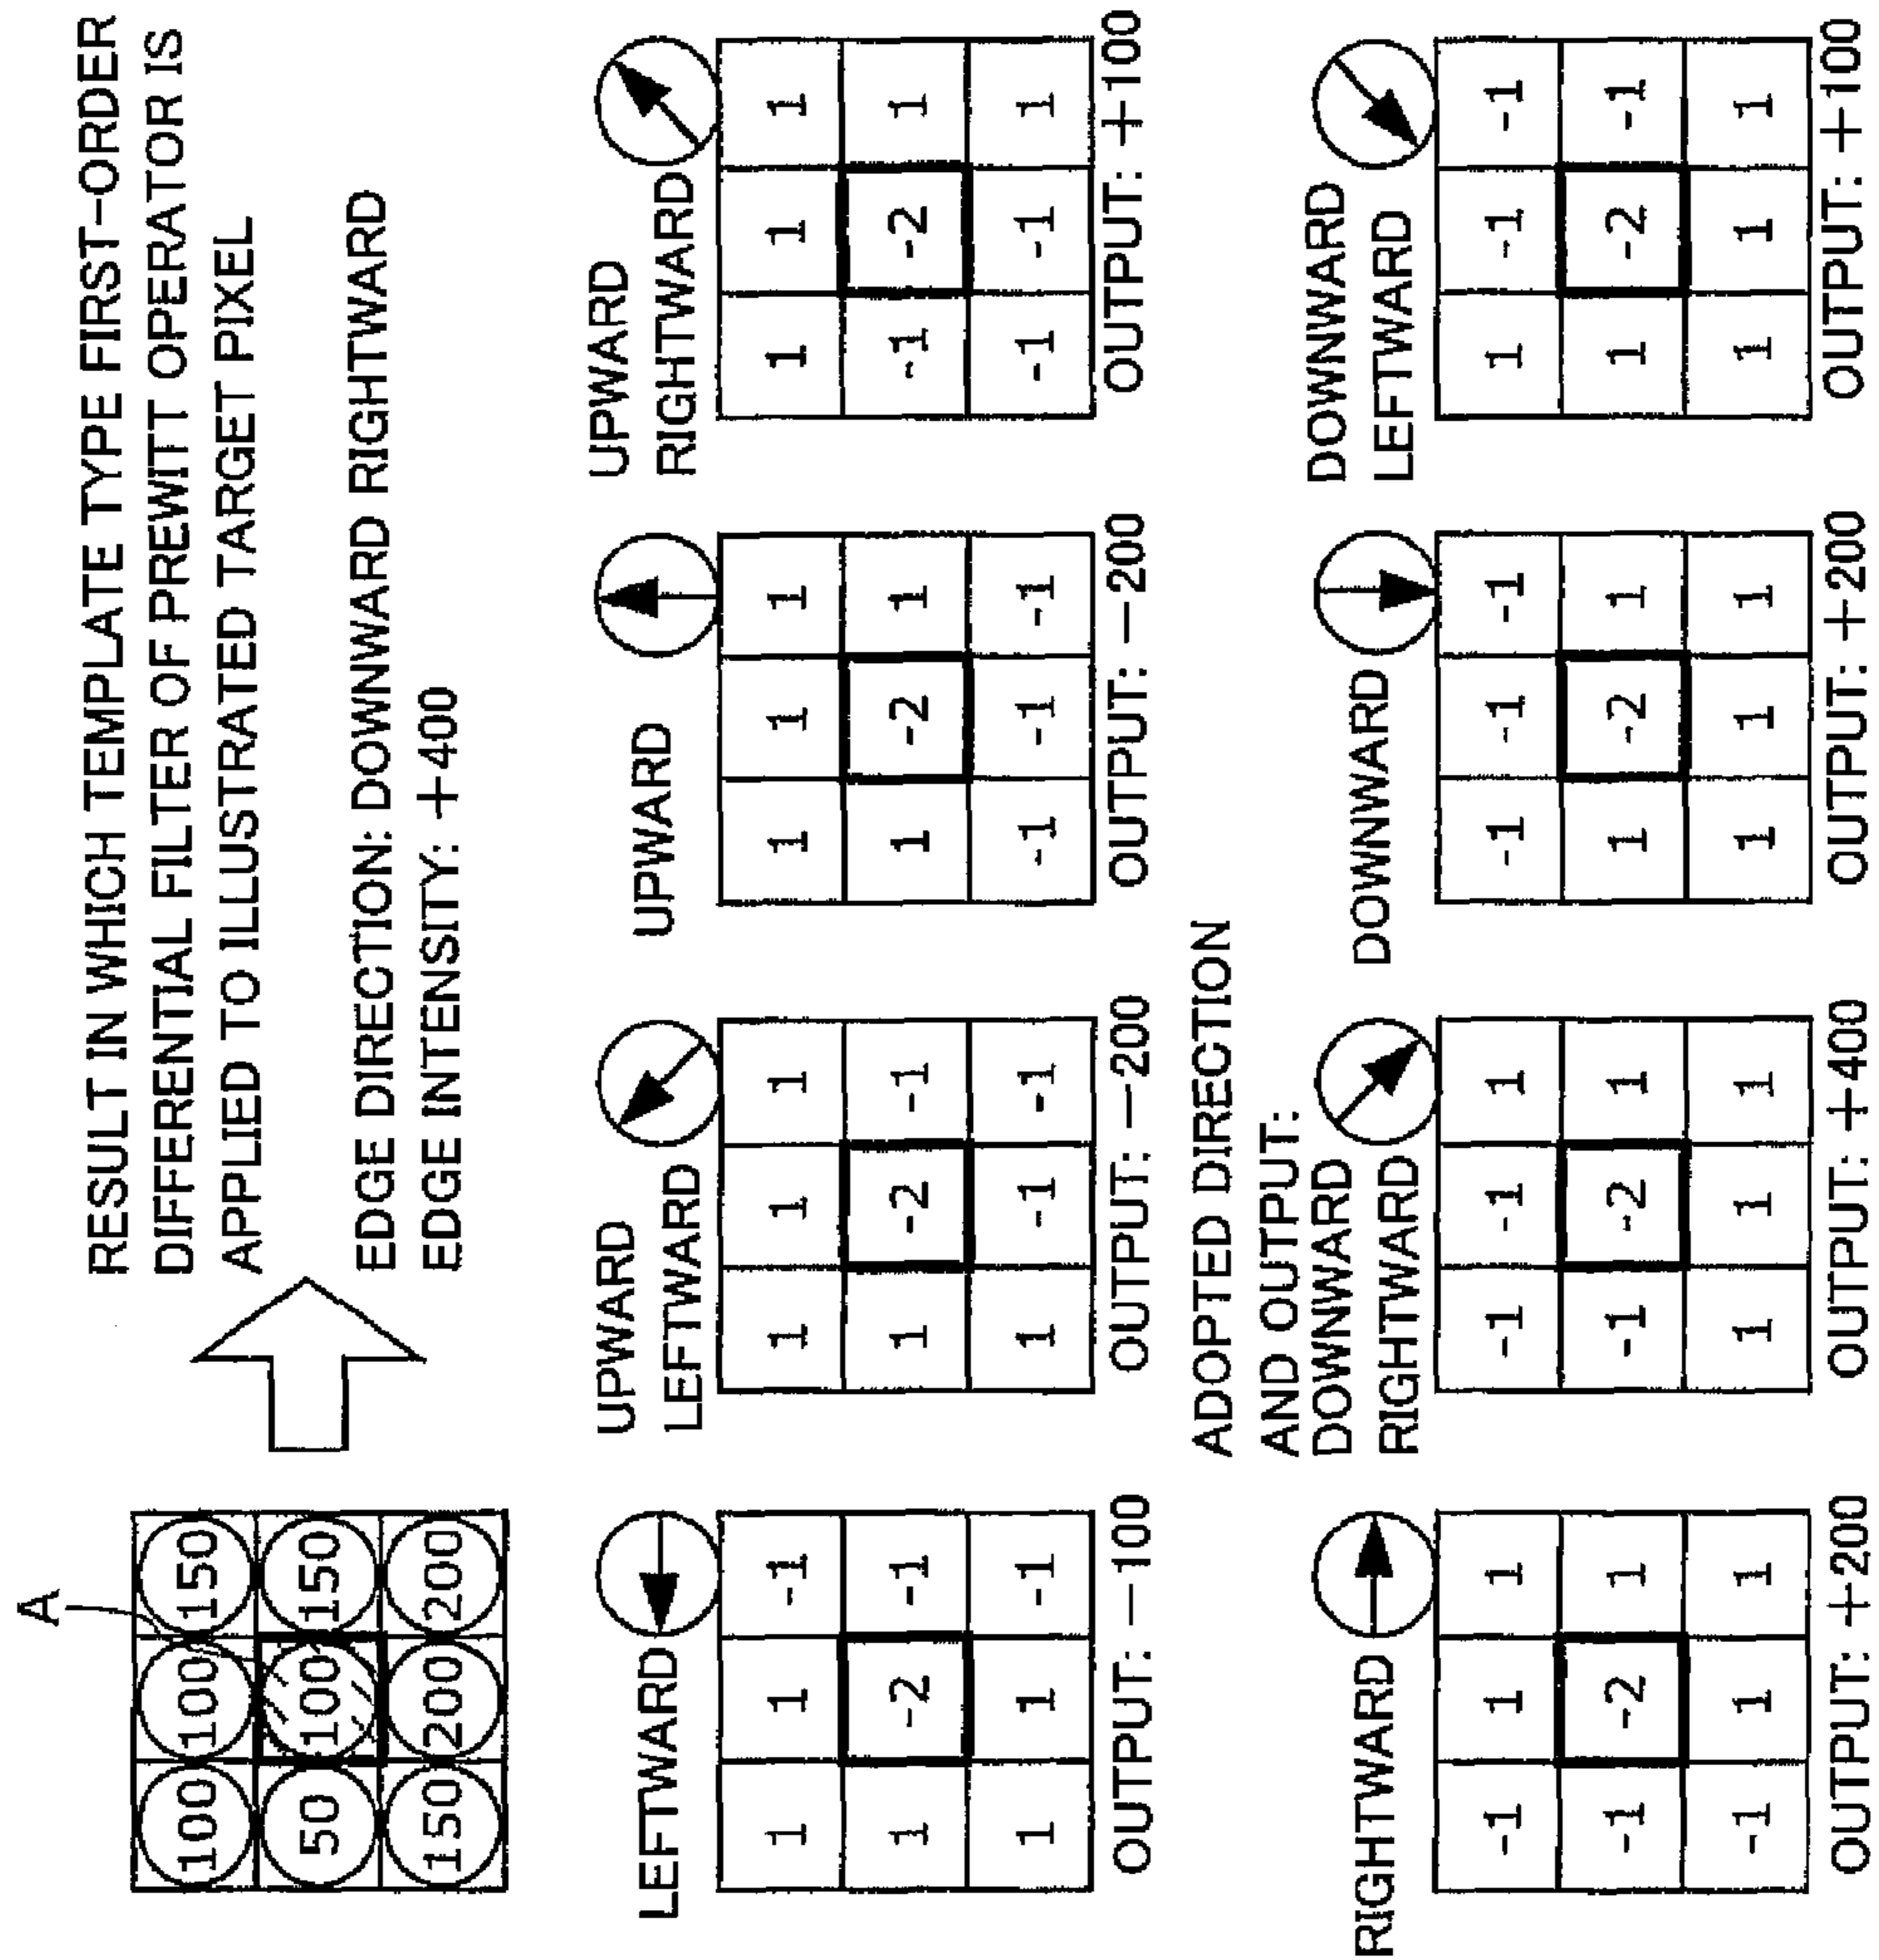 A
100 100 150
50 100 150
150 200 200
RESULT IN WHICH TEMPLATE TYPE FIRST-ORDER
DIFFERENTIAL FILTER OF PREWITT OPERATOR IS
APPLIED TO ILLUSTRATED TARGET PIXEL
EDGE DIRECTION: DOWNWARD RIGHTWARD
EDGE INTENSITY: +400
LEFTWARD
1 1 -1
1 -2 -1
1 1 -1
OUTPUT: -100
UPWARD
LEFTWARD
1 1 1
1 -2 -1
1 -1 -1
OUTPUT: -200
UPWARD
1 1 1
1 -2 1
-1 -1 -1
OUTPUT: -200
UPWARD
RIGHTWARD
1 1 1
-1 -2 1
-1 -1 1
OUTPUT: +100
RIGHTWARD
-1 1 1
-1 -2 1
-1 1 1
OUTPUT: +200
ADOPTED DIRECTION
AND OUTPUT:
DOWNWARD
RIGHTWARD
-1 -1 1
-1 -2 1
1 1 1
OUTPUT: +400
DOWNWARD
-1 -1 -1
1 -2 1
1 1 1
OUTPUT: +200
DOWNWARD
LEFTWARD
1 -1 -1
1 -2 -1
1 1 1
OUTPUT: +100